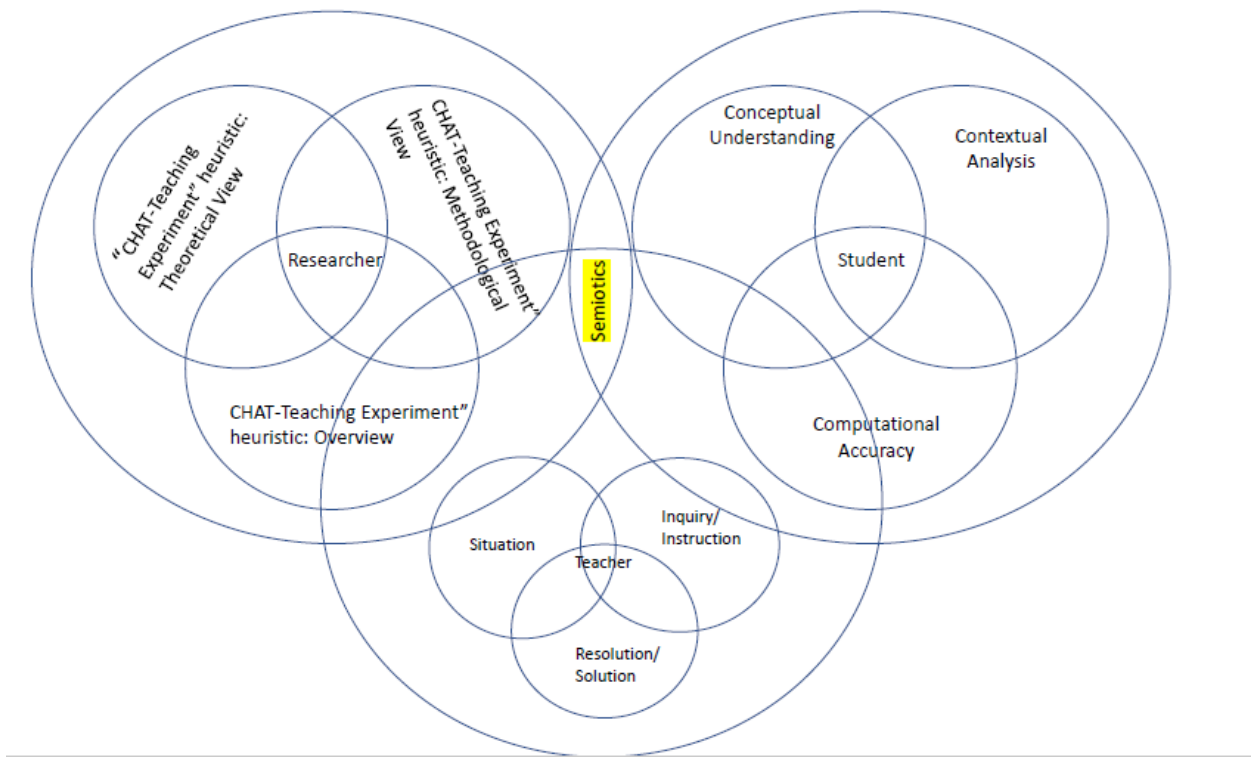 “CHAT-Teaching
Experiment” heuristic:
Theoretical View
CHAT-Teaching Experiment”
heuristic: Methodological
View
Researcher
CHAT-Teaching Experiment”
heuristic: Overview
Semiotics
Conceptual
Understanding
Contextual
Analysis
Student
Computational
Accuracy
Situation
Inquiry/
Instruction
Teacher
Resolution/
Solution